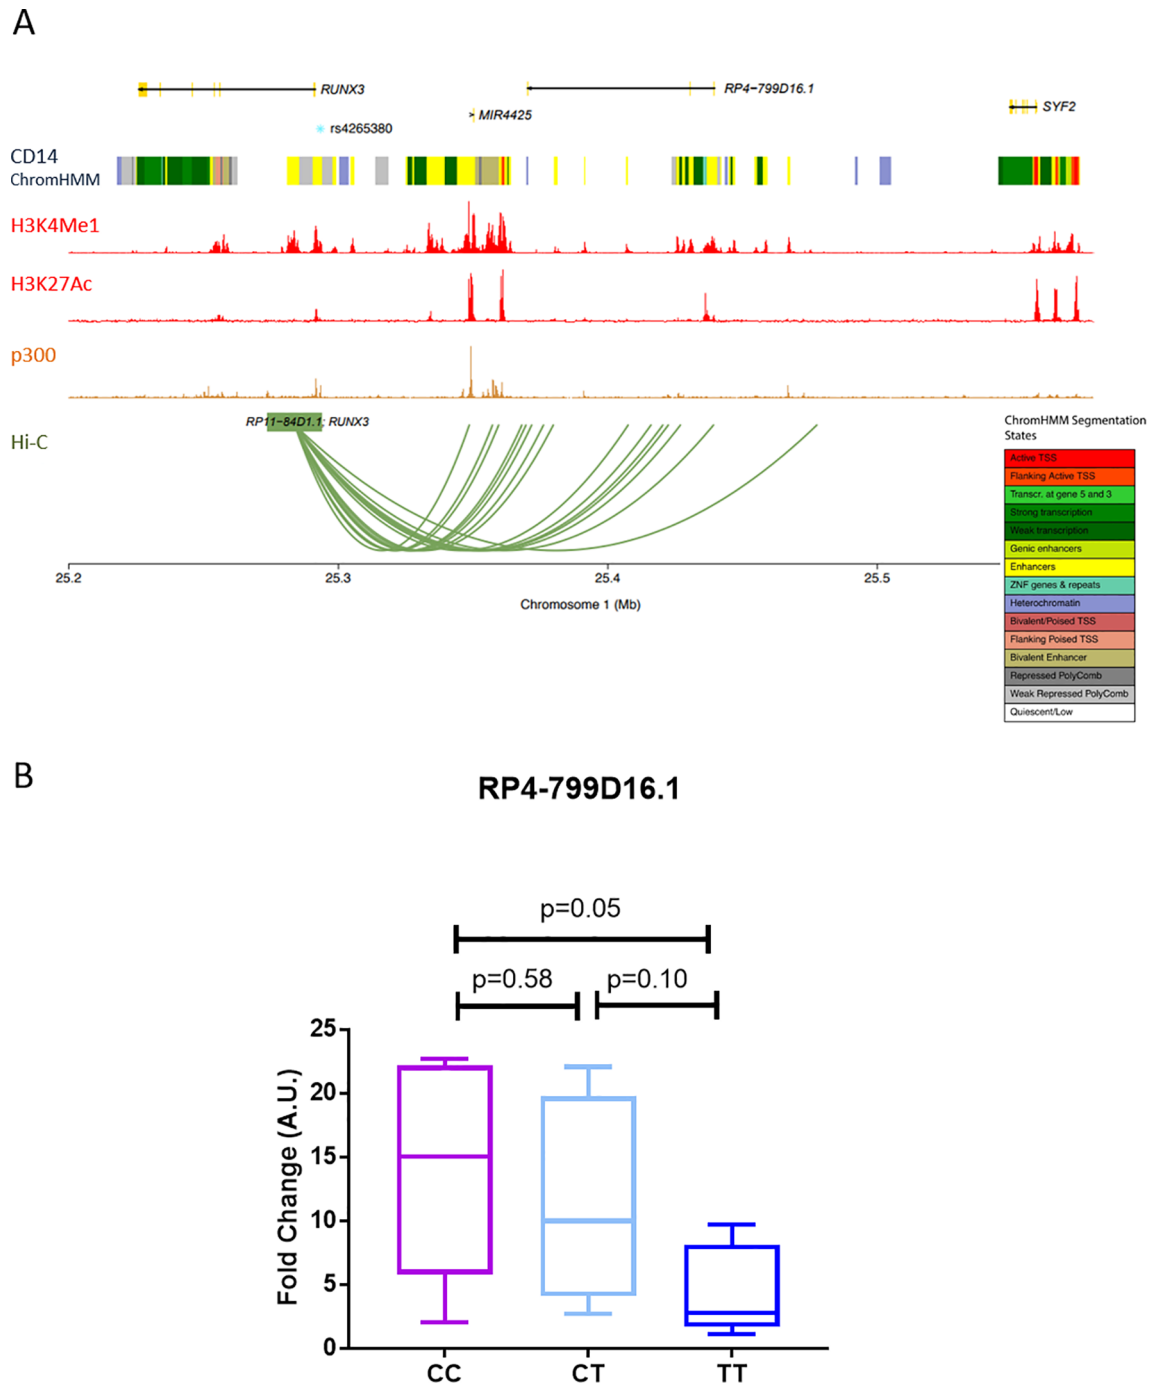 A
RUNX3
RP4−799D16.1
MIR4425
SYF2
rs4265380
CD14
ChromHMM
H3K4Me1
H3K27Ac
p300
RP11−84D1.1; RUNX3
Hi-C
ChromHMM Segmentation
States
Active TSS
Flanking Active TSS
Transcr. at gene 5 and 3
Strong transcription
Weak transcription
Genic enhancers
Enhancers
ZNF genes & repeats
Heterochromatin
Bivalent/Poised TSS
Flanking Poised TSS
Bivalent Enhancer
Repressed PolyComb
Weak Repressed PolyComb
Quiescent/Low
25.2 25.3 25.4 25.5
Chromosome 1 (Mb)
B
RP4-799D16.1
p=0.05
p=0.58 p=0.10
Fold Change (A.U.)
25
20
15
10
5
0
CC CT TT